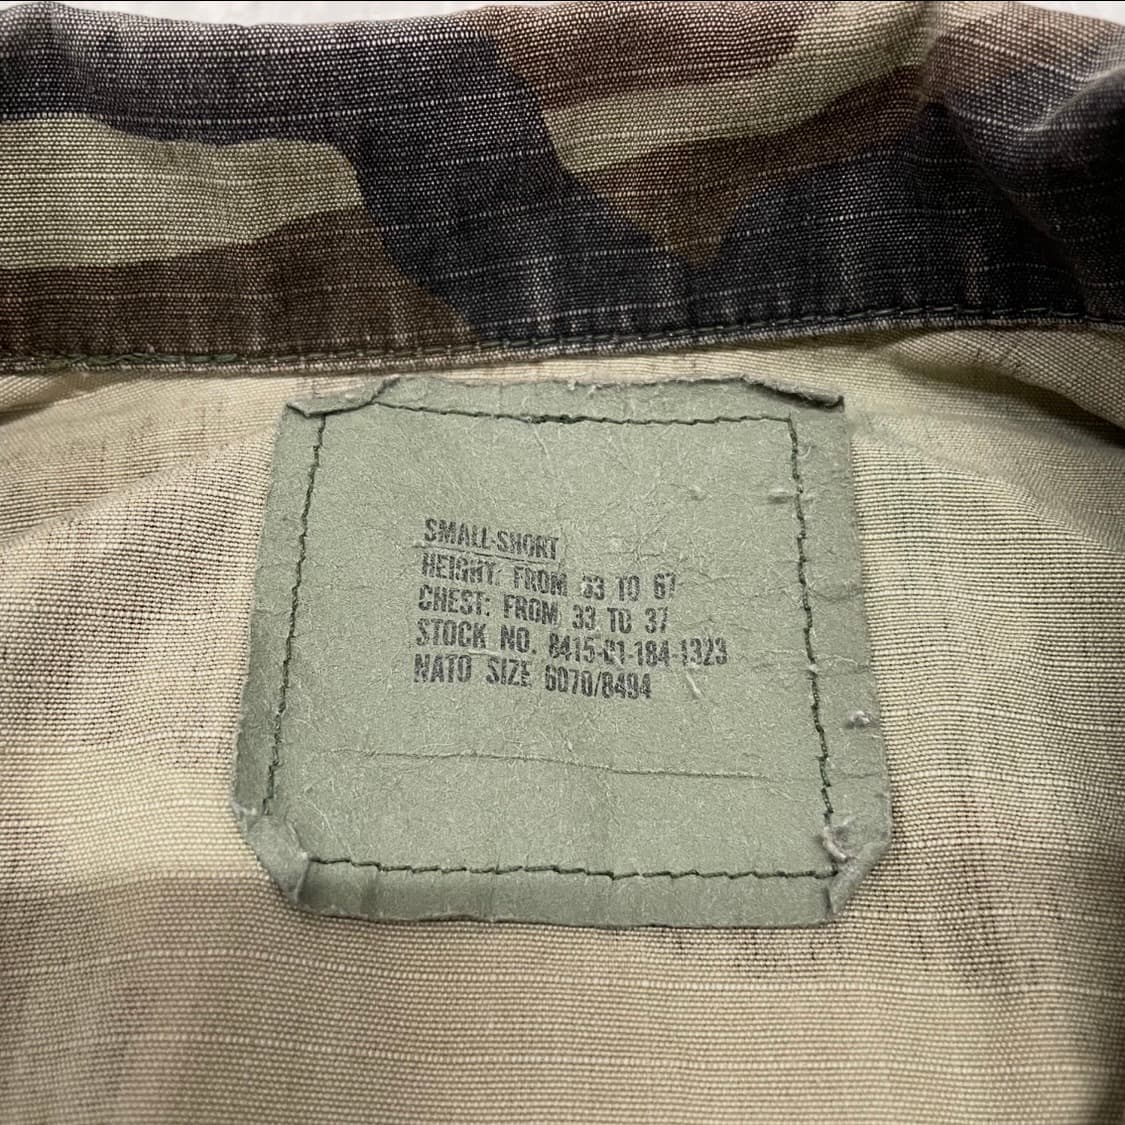 SMALL-SHORT
HEIGHT: FROM 63 TO 67
CHEST: FROM 33 TO 37
STOCK NO. 8415-01-184-1323
NATO SIZE 6070/8494